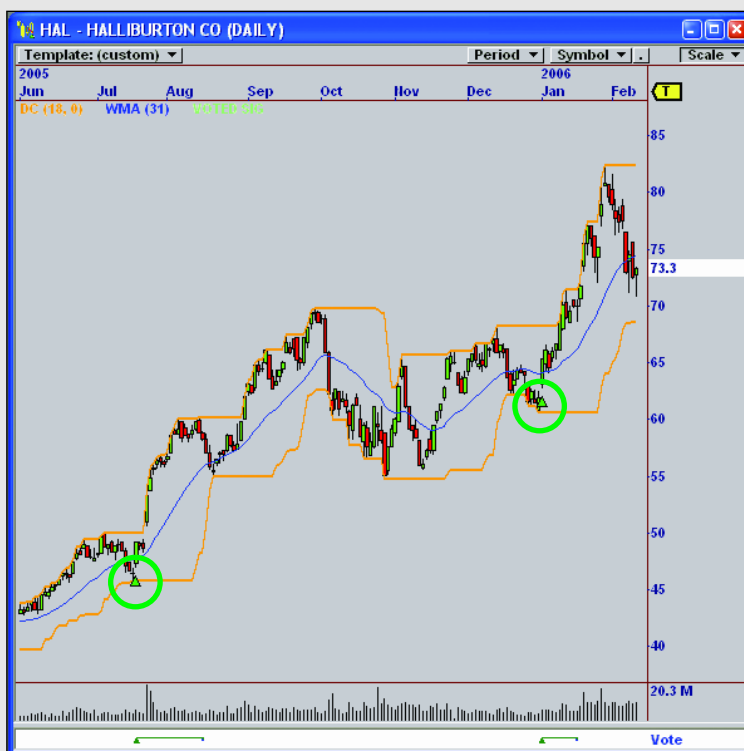 HAL - HALLIBURTON CO (DAILY)
Template: (custom) Period Symbol . Scale
2005 2006
Jun Jul Aug Sep Oct Nov Dec Jan Feb T
DC (18, 0) WMA (31)
85
80
75
73.3
70
65
60
55
50
45
40
20.3 M
Vote